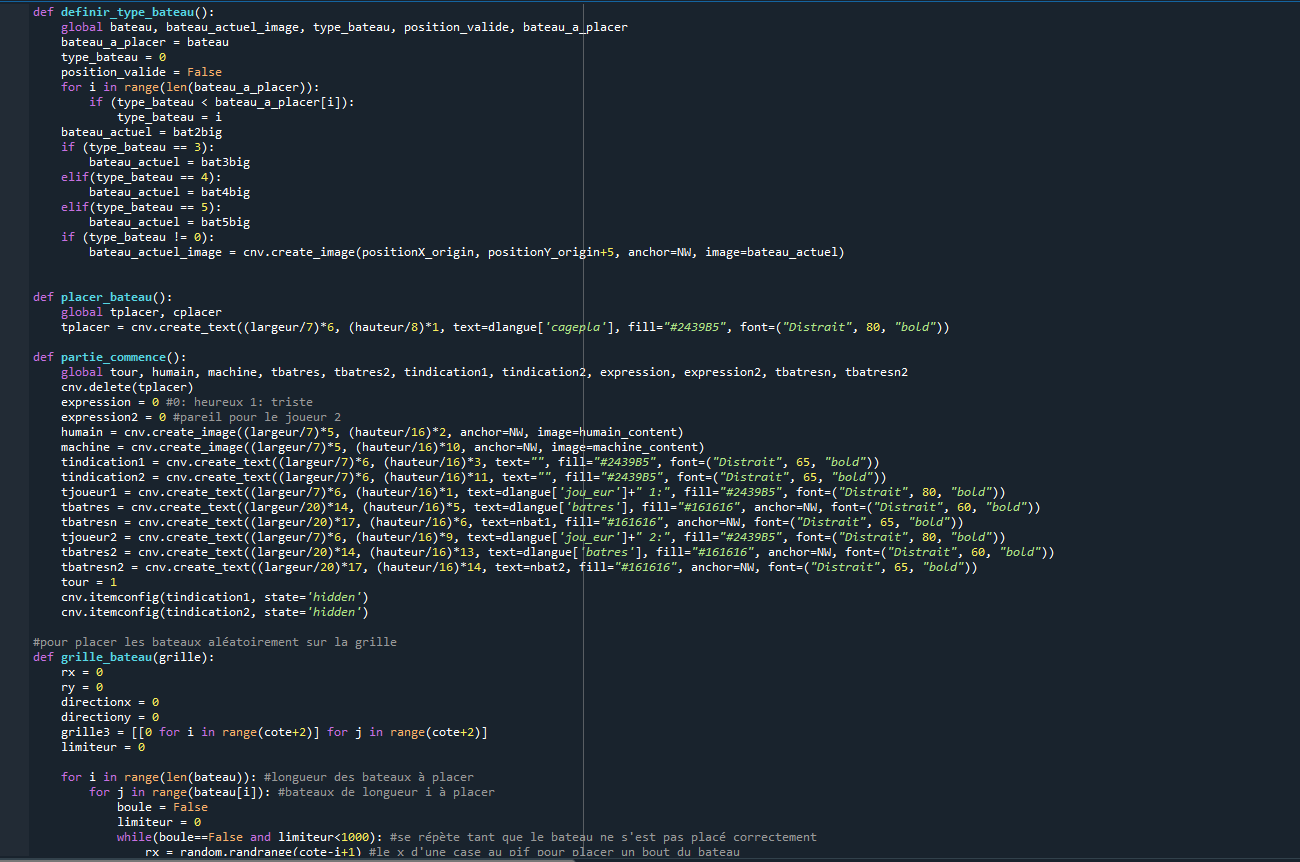 def definir_type_bateau():
    global bateau, bateau_actuel_image, type_bateau, position_valide, bateau_a_placer
    bateau_a_placer = bateau
    type_bateau = 0
    position_valide = False
    for i in range(len(bateau_a_placer)):
        if (type_bateau < bateau_a_placer[i]):
            type_bateau = i
    bateau_actuel = bat2big
    if (type_bateau == 3):
        bateau_actuel = bat3big
    elif(type_bateau == 4):
        bateau_actuel = bat4big
    elif(type_bateau == 5):
        bateau_actuel = bat5big
    if (type_bateau != 0):
        bateau_actuel_image = cnv.create_image(positionX_origin, positionY_origin+5, anchor=NW, image=bateau_actuel)
def placer_bateau():
    global tplacer, cplacer
    tplacer = cnv.create_text((largeur/7)*6, (hauteur/8)*1, text=dlangue['cagepla'], fill="#2439B5", font=("Distrait", 80, "bold"))
def partie_commence():
    global tour, humain, machine, tbatres, tbatres2, tindication1, tindication2, expression, expression2, tbatresn, tbatresn2
    cnv.delete(tplacer)
    expression = 0 #0: heureux 1: triste
    expression2 = 0 #pareil pour le joueur 2
    humain = cnv.create_image((largeur/7)*5, (hauteur/16)*2, anchor=NW, image=humain_content)
    machine = cnv.create_image((largeur/7)*5, (hauteur/16)*10, anchor=NW, image=machine_content)
    tindication1 = cnv.create_text((largeur/7)*6, (hauteur/16)*3, text="", fill="#2439B5", font=("Distrait", 65, "bold"))
    tindication2 = cnv.create_text((largeur/7)*6, (hauteur/16)*11, text="", fill="#2439B5", font=("Distrait", 65, "bold"))
    tjoueur1 = cnv.create_text((largeur/7)*6, (hauteur/16)*1, text=dlangue['jou_eur']+" 1:", fill="#2439B5", font=("Distrait", 80, "bold"))
    tbatres = cnv.create_text((largeur/20)*14, (hauteur/16)*5, text=dlangue['batres'], fill="#161616", anchor=NW, font=("Distrait", 60, "bold"))
    tbatresn = cnv.create_text((largeur/20)*17, (hauteur/16)*6, text=nbat1, fill="#161616", anchor=NW, font=("Distrait", 65, "bold"))
    tjoueur2 = cnv.create_text((largeur/7)*6, (hauteur/16)*9, text=dlangue['jou_eur']+" 2:", fill="#2439B5", font=("Distrait", 80, "bold"))
    tbatres2 = cnv.create_text((largeur/20)*14, (hauteur/16)*13, text=dlangue['batres'], fill="#161616", anchor=NW, font=("Distrait", 60, "bold"))
    tbatresn2 = cnv.create_text((largeur/20)*17, (hauteur/16)*14, text=nbat2, fill="#161616", anchor=NW, font=("Distrait", 65, "bold"))
    tour = 1
    cnv.itemconfig(tindication1, state='hidden')
    cnv.itemconfig(tindication2, state='hidden')
#pour placer les bateaux aléatoirement sur la grille
def grille_bateau(grille):
    rx = 0
    ry = 0
    directionx = 0
    directiony = 0
    grille3 = [[0 for i in range(cote+2)] for j in range(cote+2)]
    limiteur = 0
    for i in range(len(bateau)): #longueur des bateaux à placer
        for j in range(bateau[i]): #bateaux de longueur i à placer
            boule = False
            limiteur = 0
            while(boule==False and limiteur<1000): #se répète tant que le bateau ne s'est pas placé correctement
                rx = random.randrange(cote-i+1) #le x d'une case au pif pour placer un bout du bateau